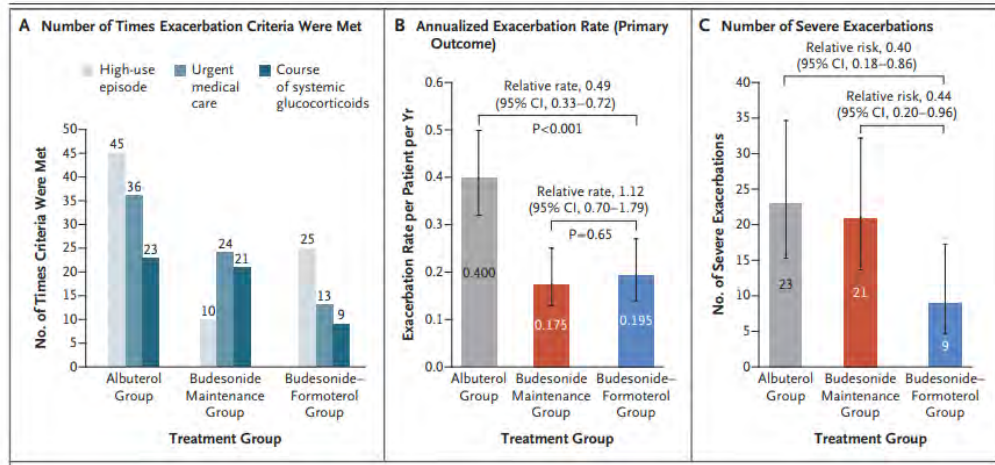 A Number of Times Exacerbation Criteria Were Met
High-use episode
Urgent medical care
Course of systemic glucocorticoids
No. of Times Criteria Were Met
50
45
40
35
30
25
20
15
10
5
0
45
36
23
10
24
21
25
13
9
Albuterol Group
Budesonide Maintenance Group
Budesonide–Formoterol Group
Treatment Group
B Annualized Exacerbation Rate (Primary
Outcome)
Exacerbation Rate per Patient per Yr
0.6
0.5
0.4
0.3
0.2
0.1
0.0
Relative rate, 0.49
(95% CI, 0.33–0.72)
P<0.001
Relative rate, 1.12
(95% CI, 0.70–1.79)
P=0.65
0.400
0.175
0.195
Albuterol Group
Budesonide Maintenance Group
Budesonide–Formoterol Group
Treatment Group
C Number of Severe Exacerbations
Relative risk, 0.40
(95% CI, 0.18–0.86)
Relative risk, 0.44
(95% CI, 0.20–0.96)
No. of Severe Exacerbations
40
35
30
25
20
15
10
5
0
23
21
9
Albuterol Group
Budesonide Maintenance Group
Budesonide–Formoterol Group
Treatment Group